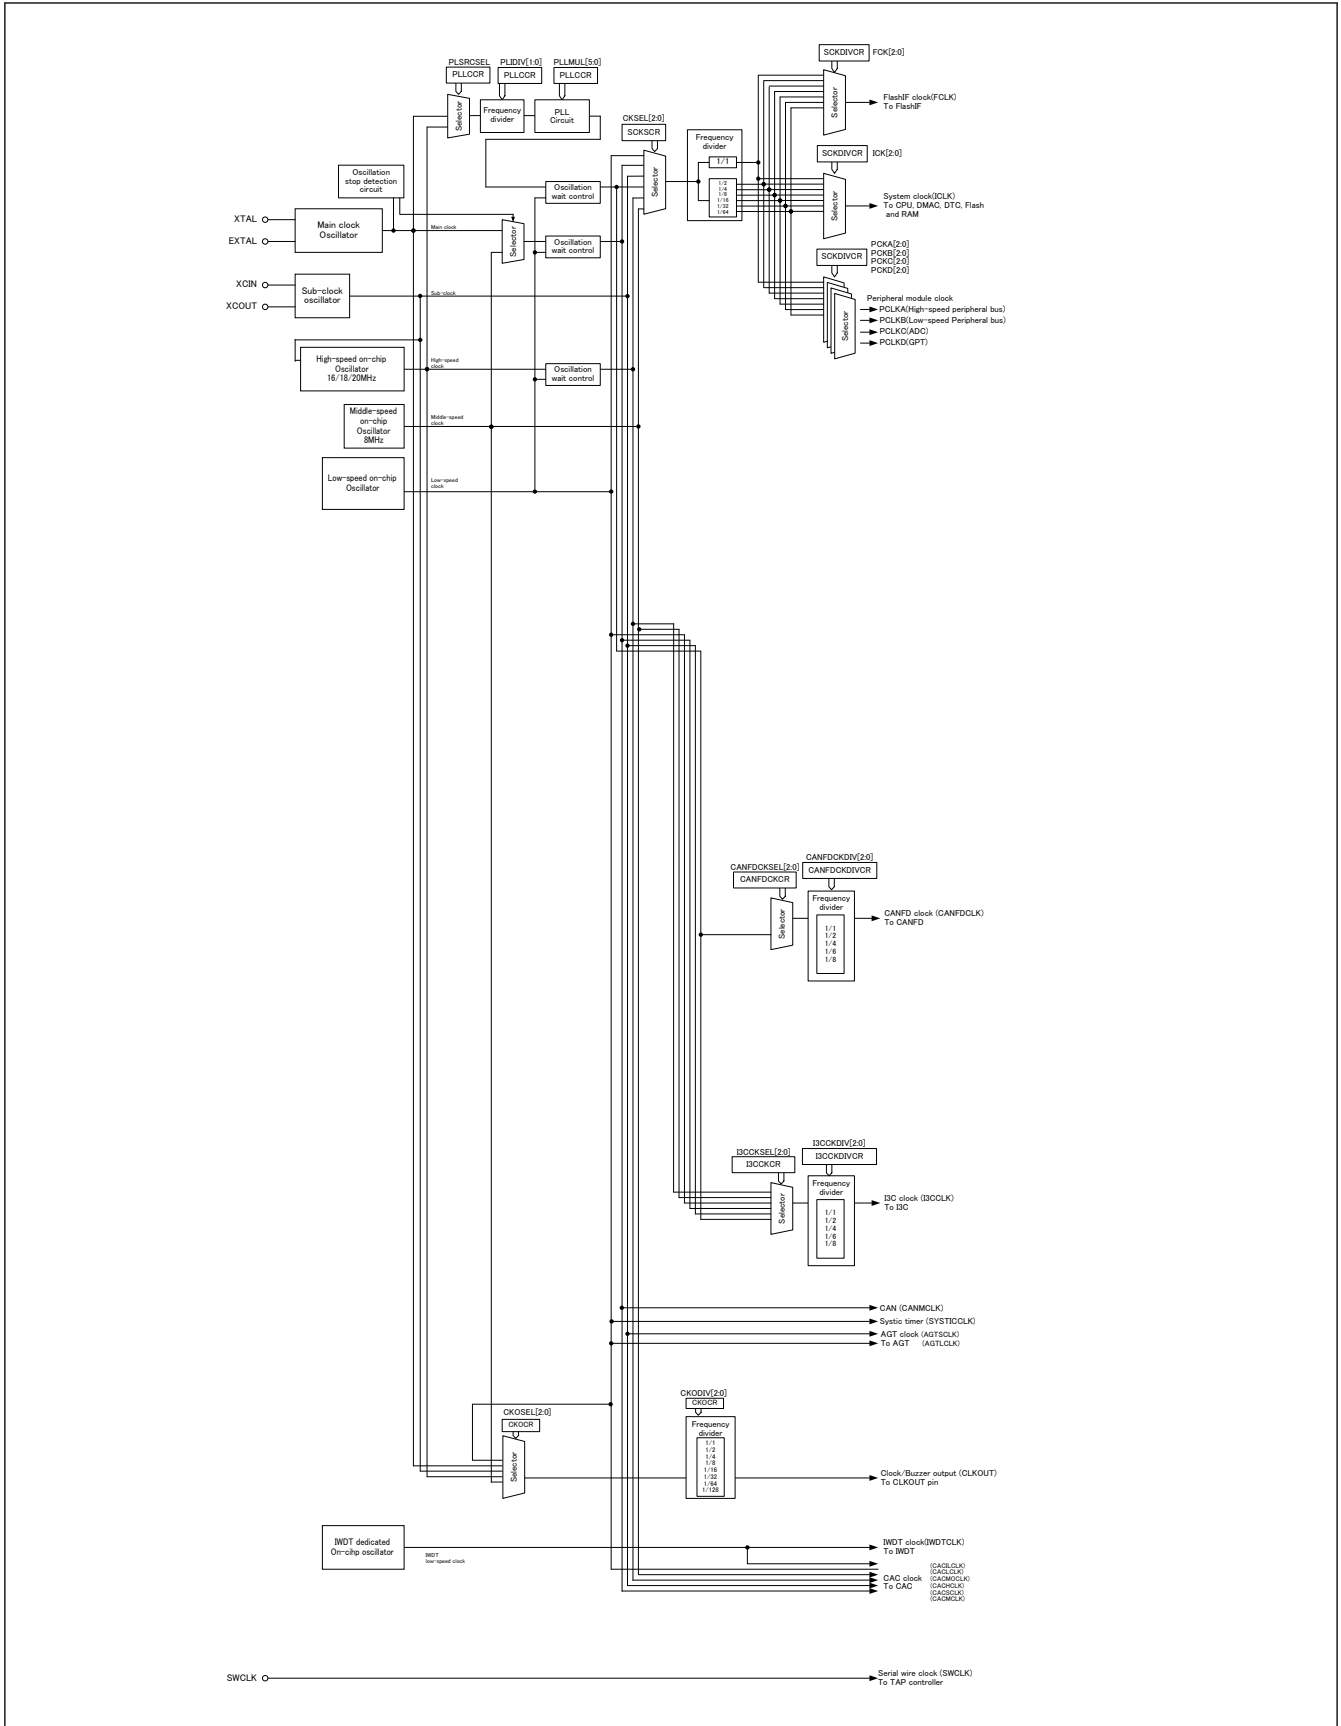 SCKDIVCR FCK[2:0]
PLSRCSEL PLIDIV[1:0] PLLMUL[5:0]
PLLCCR PLLCCR PLLCCR
Selector
Frequency
divider
PLL
Circuit
Selector
FlashIF clock(FCLK)
To FlashIF
CKSEL[2:0]
SCKSCR
Frequency
divider
1/1
1/2
1/4
1/8
1/16
1/32
1/64
Selector
SCKDIVCR ICK[2:0]
Selector
System clock(ICLK)
To CPU, DMAC, DTC, Flash
and RAM
Oscillation
stop detection
circuit
Oscillation
wait control
XTAL
EXTAL
Main clock
Oscillator
Main clock
Selector
Oscillation
wait control
SCKDIVCR
PCKA[2:0]
PCKB[2:0]
PCKC[2:0]
PCKD[2:0]
XCIN
XCOUT
Sub-clock
oscillator
Sub-clock
Selector
Peripheral module clock
PCLKA(High-speed peripheral bus)
PCLKB(Low-speed Peripheral bus)
PCLKC(ADC)
PCLKD(GPT)
High-speed on-chip
Oscillator
16/18/20MHz
High-speed
clock
Oscillation
wait control
Middle-speed
on-chip
Oscillator
8MHz
Middle-speed
clock
Low-speed on-chip
Oscillator
Low-speed
clock
CANFDCKSEL[2:0] CANFDCKDIV[2:0]
CANFDCKCR CANFDCKDIVCR
Selector
Frequency
divider
1/1
1/2
1/4
1/6
1/8
CANFD clock (CANFDCLK)
To CANFD
I3CCKSEL[2:0] I3CCKDIV[2:0]
I3CCKCR I3CCKDIVCR
Selector
Frequency
divider
1/1
1/2
1/4
1/6
1/8
I3C clock (I3CCLK)
To I3C
CAN (CANMCLK)
Systic timer (SYSTICCLK)
AGT clock (AGTSCLK)
To AGT (AGTLCLK)
CKOSEL[2:0]
CKOCR
Selector
CKODIV[2:0]
CKOCR
Frequency
divider
1/1
1/2
1/4
1/8
1/16
1/32
1/64
1/128
Clock/Buzzer output (CLKOUT)
To CLKOUT pin
IWDT dedicated
On-cihp oscillator
IWDT
low-speed clock
IWDT clock(IWDTCLK)
To IWDT
CAC clock
To CAC
(CACILCLK)
(CACLCLK)
(CACMOCLK)
(CACHCLK)
(CACSCLK)
(CACMCLK)
SWCLK
Serial wire clock (SWCLK)
To TAP controller